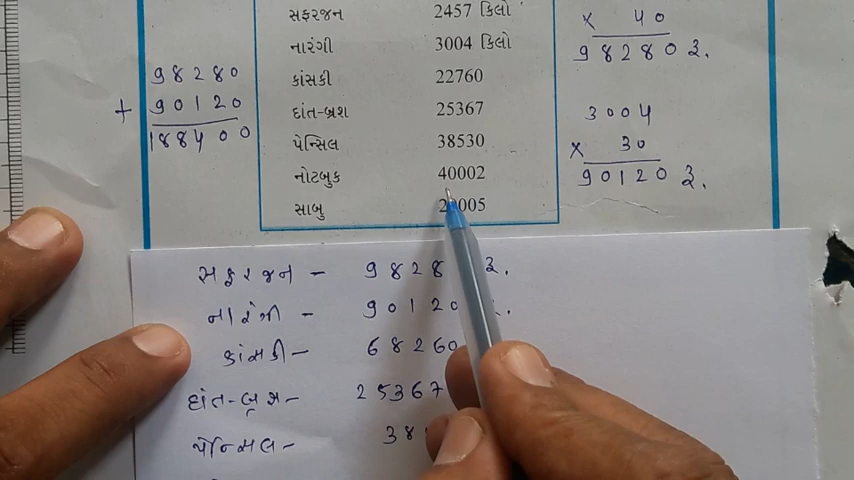 સફરજન 2457 કિલો
નારંગી 3004 કિલો
કાંસકી 22760
દાંત-બ્રશ 25367
પેન્સિલ 38530
નોટબુક 40002
સાબુ
98280
+ 90120
188400
× 40
98280 રૂ.
3004
× 30
90120 રૂ.
સફરજન - 9828 રૂ.
નારંગી - 90120
કાંસકી - 68260
દાંત-બ્રશ - 25367
પેન્સિલ - 38